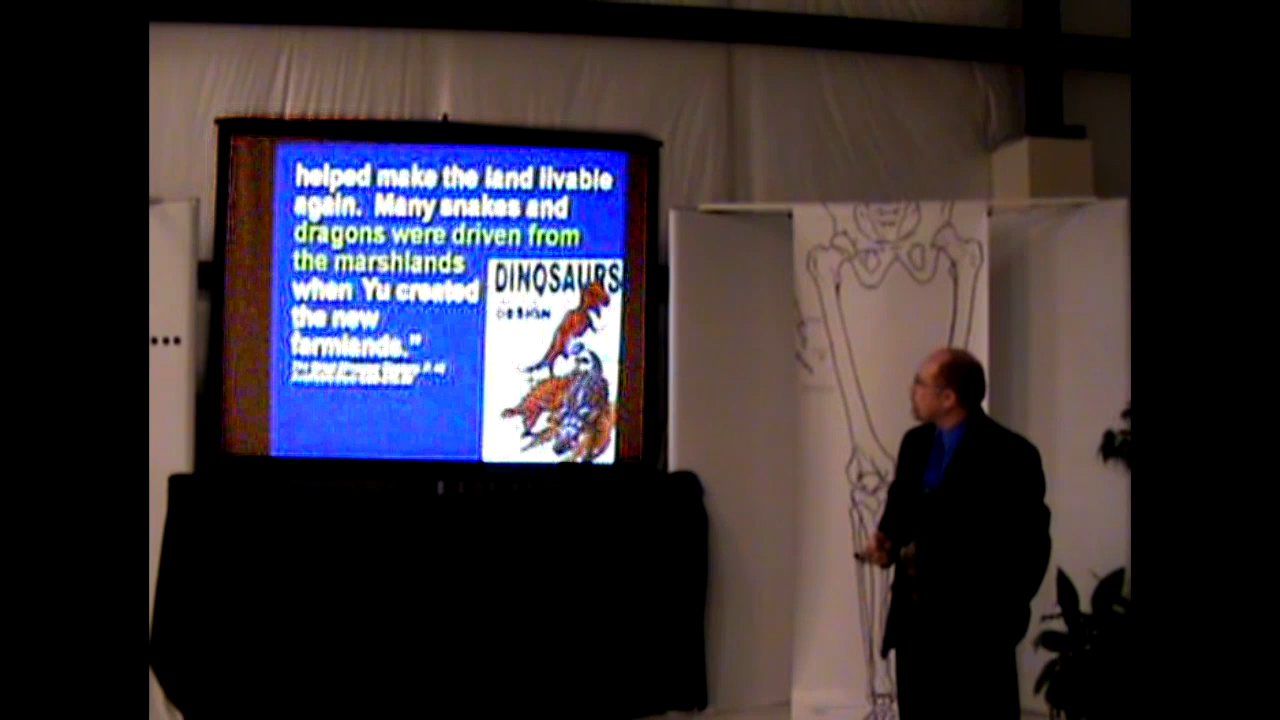 helped make the land livable
again. Many snakes and
dragons were driven from
the marshlands
when Yu created
the new
farmlands."
DINOSAURS
DESIGN